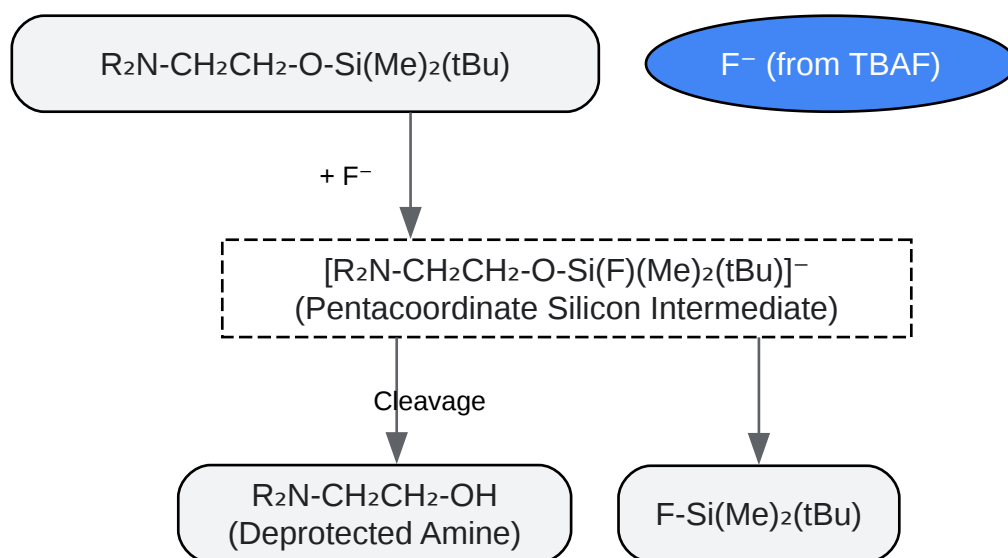 R₂N-CH₂CH₂-O-Si(Me)₂(tBu)
F⁻ (from TBAF)
+ F⁻
[R₂N-CH₂CH₂-O-Si(F)(Me)₂(tBu)]⁻
(Pentacoordinate Silicon Intermediate)
Cleavage
R₂N-CH₂CH₂-OH
(Deprotected Amine)
F-Si(Me)₂(tBu)